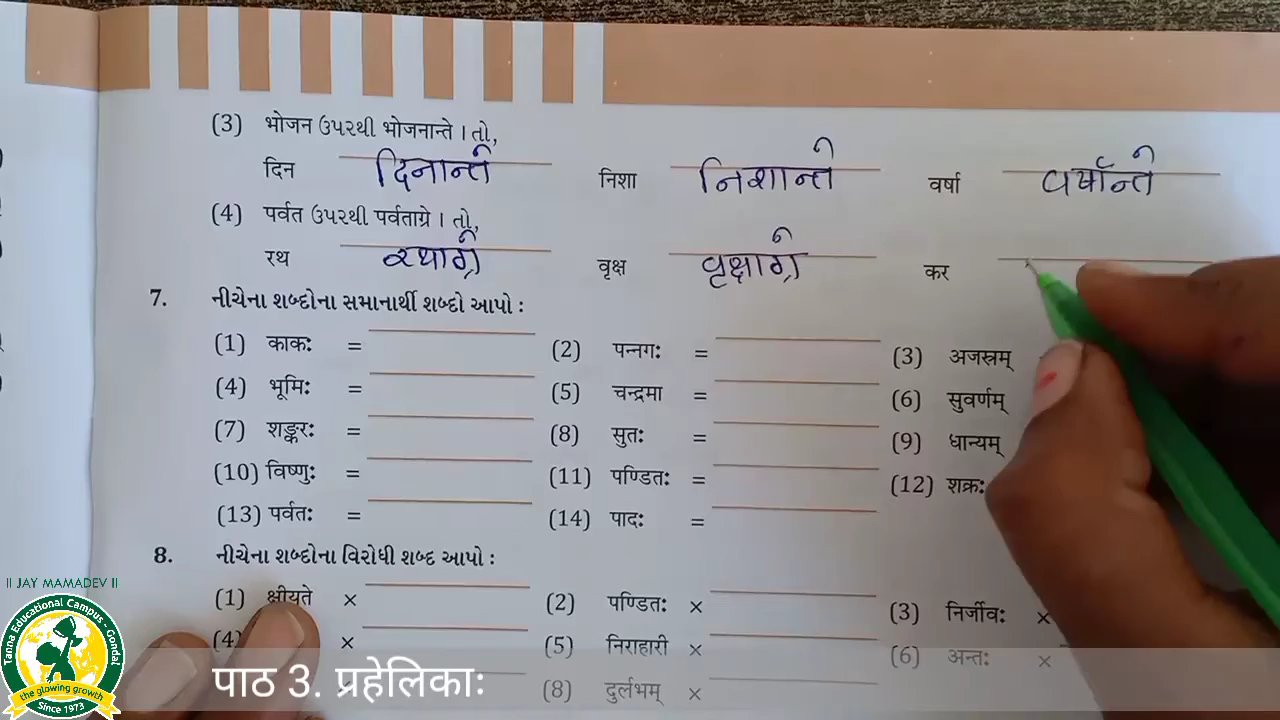 (3) भोजन ઉપરથી भोजनान्ते । તો,
दिन दिनान्ते निशा निशान्ते वर्षा वर्षान्ते
(4) पर्वत ઉપરથી पर्वताग्रे । તો,
रथ रथाग्रे वृक्ष वृक्षाग्रे कर
7. નીચેના શબ્દોના સમાનાર્થી શબ્દો આપો :
(1) काकः = (2) पन्नगः = (3) अजस्रम्
(4) भूमिः = (5) चन्द्रमा = (6) सुवर्णम्
(7) शङ्करः = (8) सुतः = (9) धान्यम्
(10) विष्णुः = (11) पण्डितः = (12) शक्रः
(13) पर्वतः = (14) पादः =
8. નીચેના શબ્દોના વિરોધી શબ્દ આપો :
(1) क्षीयते × (2) पण्डितः × (3) निर्जीवः ×
(4) × (5) निराहारी × (6) अन्तः ×
(8) दुर्लभम् ×
पाठ 3. प्रहेलिकाः
॥ JAY MAMADEV ॥
Tanna Educational Campus - Gondal
the glowing growth
Since 1973